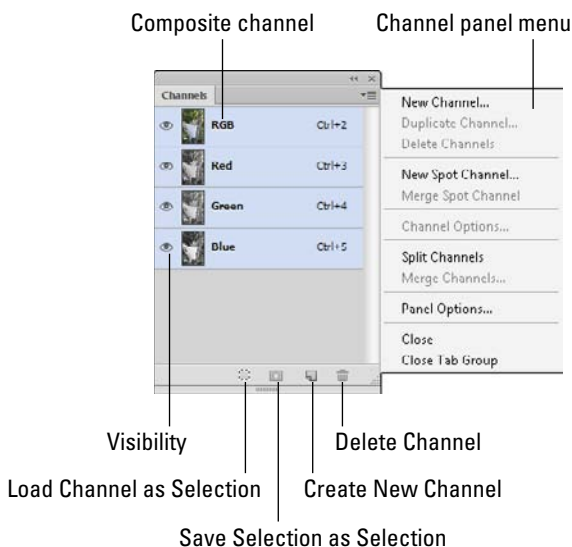 Composite channel
Channel panel menu
Channels
RGB Ctrl+2
Red Ctrl+3
Green Ctrl+4
Blue Ctrl+5
New Channel...
Duplicate Channel...
Delete Channels
New Spot Channel...
Merge Spot Channel
Channel Options...
Split Channels
Merge Channels...
Panel Options...
Close
Close Tab Group
Visibility
Delete Channel
Load Channel as Selection
Create New Channel
Save Selection as Selection